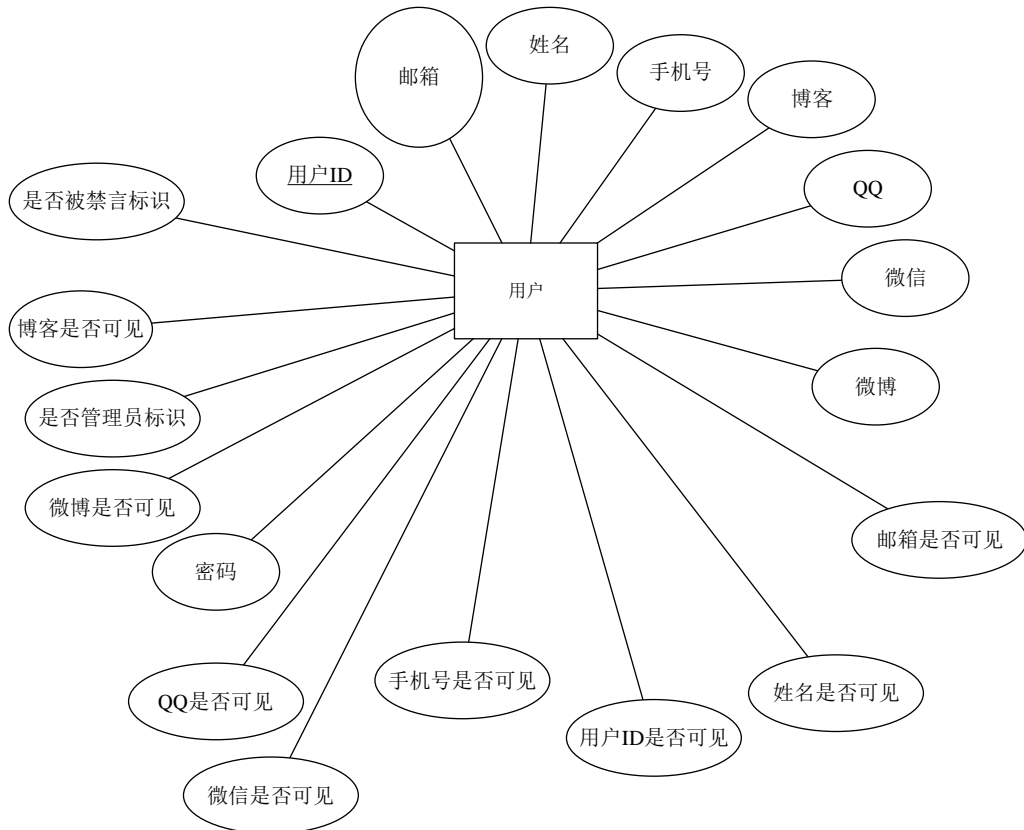 邮箱
姓名
手机号
博客
用户ID
QQ
是否被禁言标识
微信
用户
博客是否可见
微博
是否管理员标识
微博是否可见
邮箱是否可见
密码
手机号是否可见
姓名是否可见
QQ是否可见
用户ID是否可见
微信是否可见